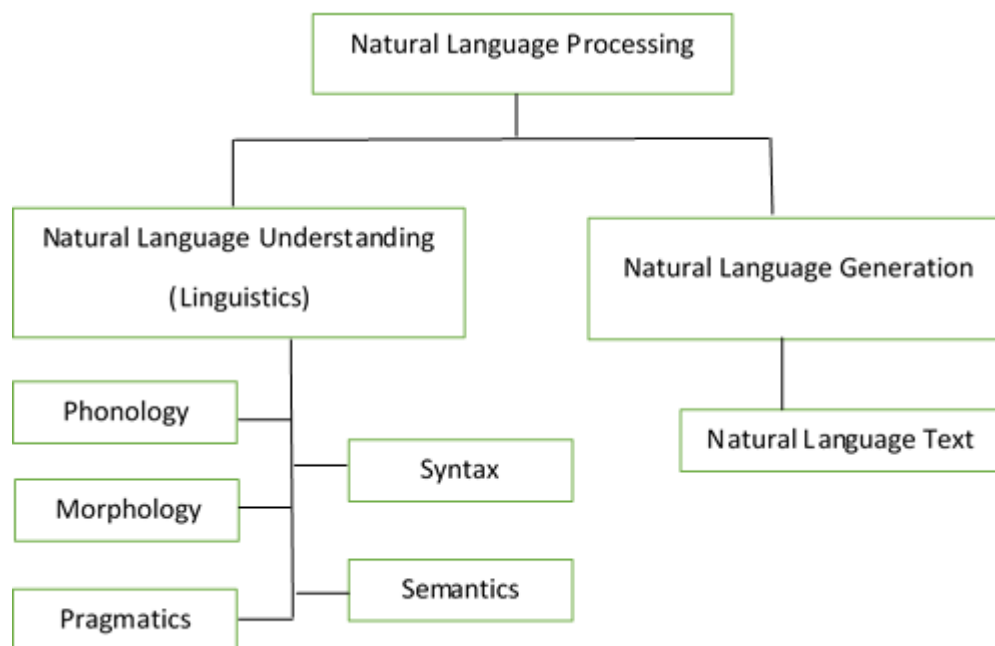 Natural Language Processing
Natural Language Understanding
(Linguistics)
Natural Language Generation
Phonology
Natural Language Text
Syntax
Morphology
Semantics
Pragmatics